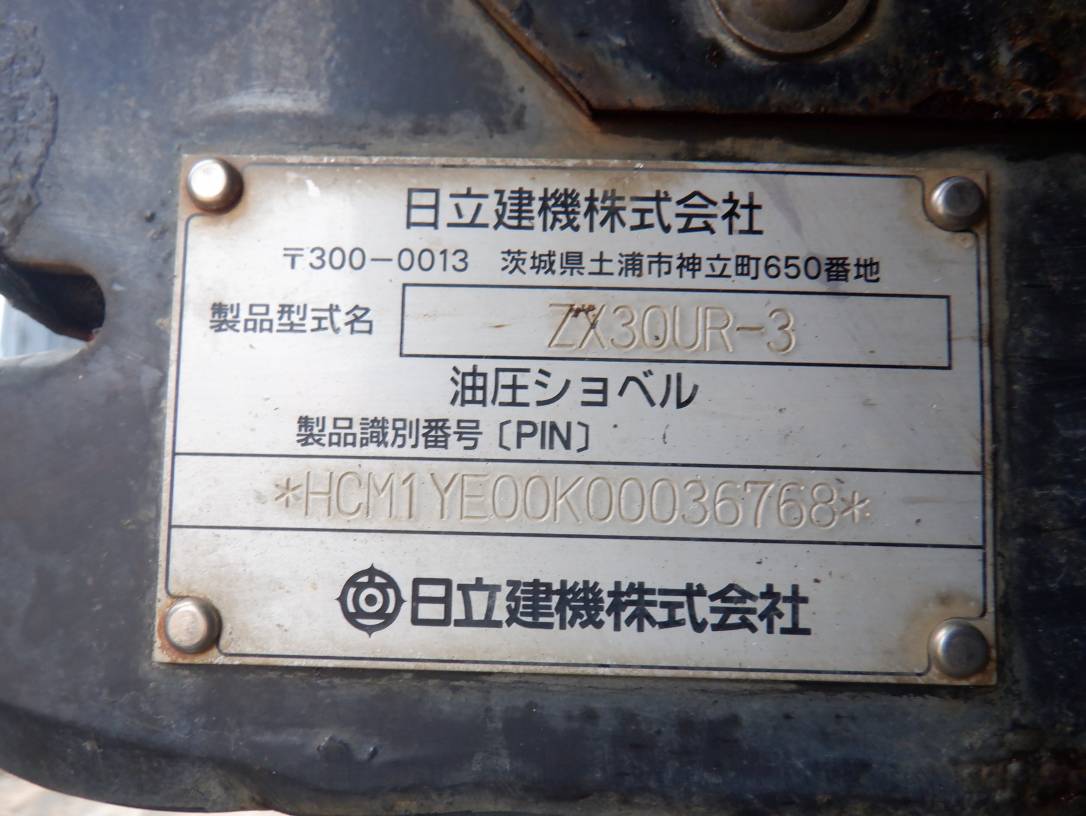 日立建機株式会社
〒300-0013 茨城県土浦市神立町650番地
製品型式名 ZX30UR-3
油圧ショベル
製品識別番号〔PIN〕
*HCM1YE00K00036768*
日立建機株式会社